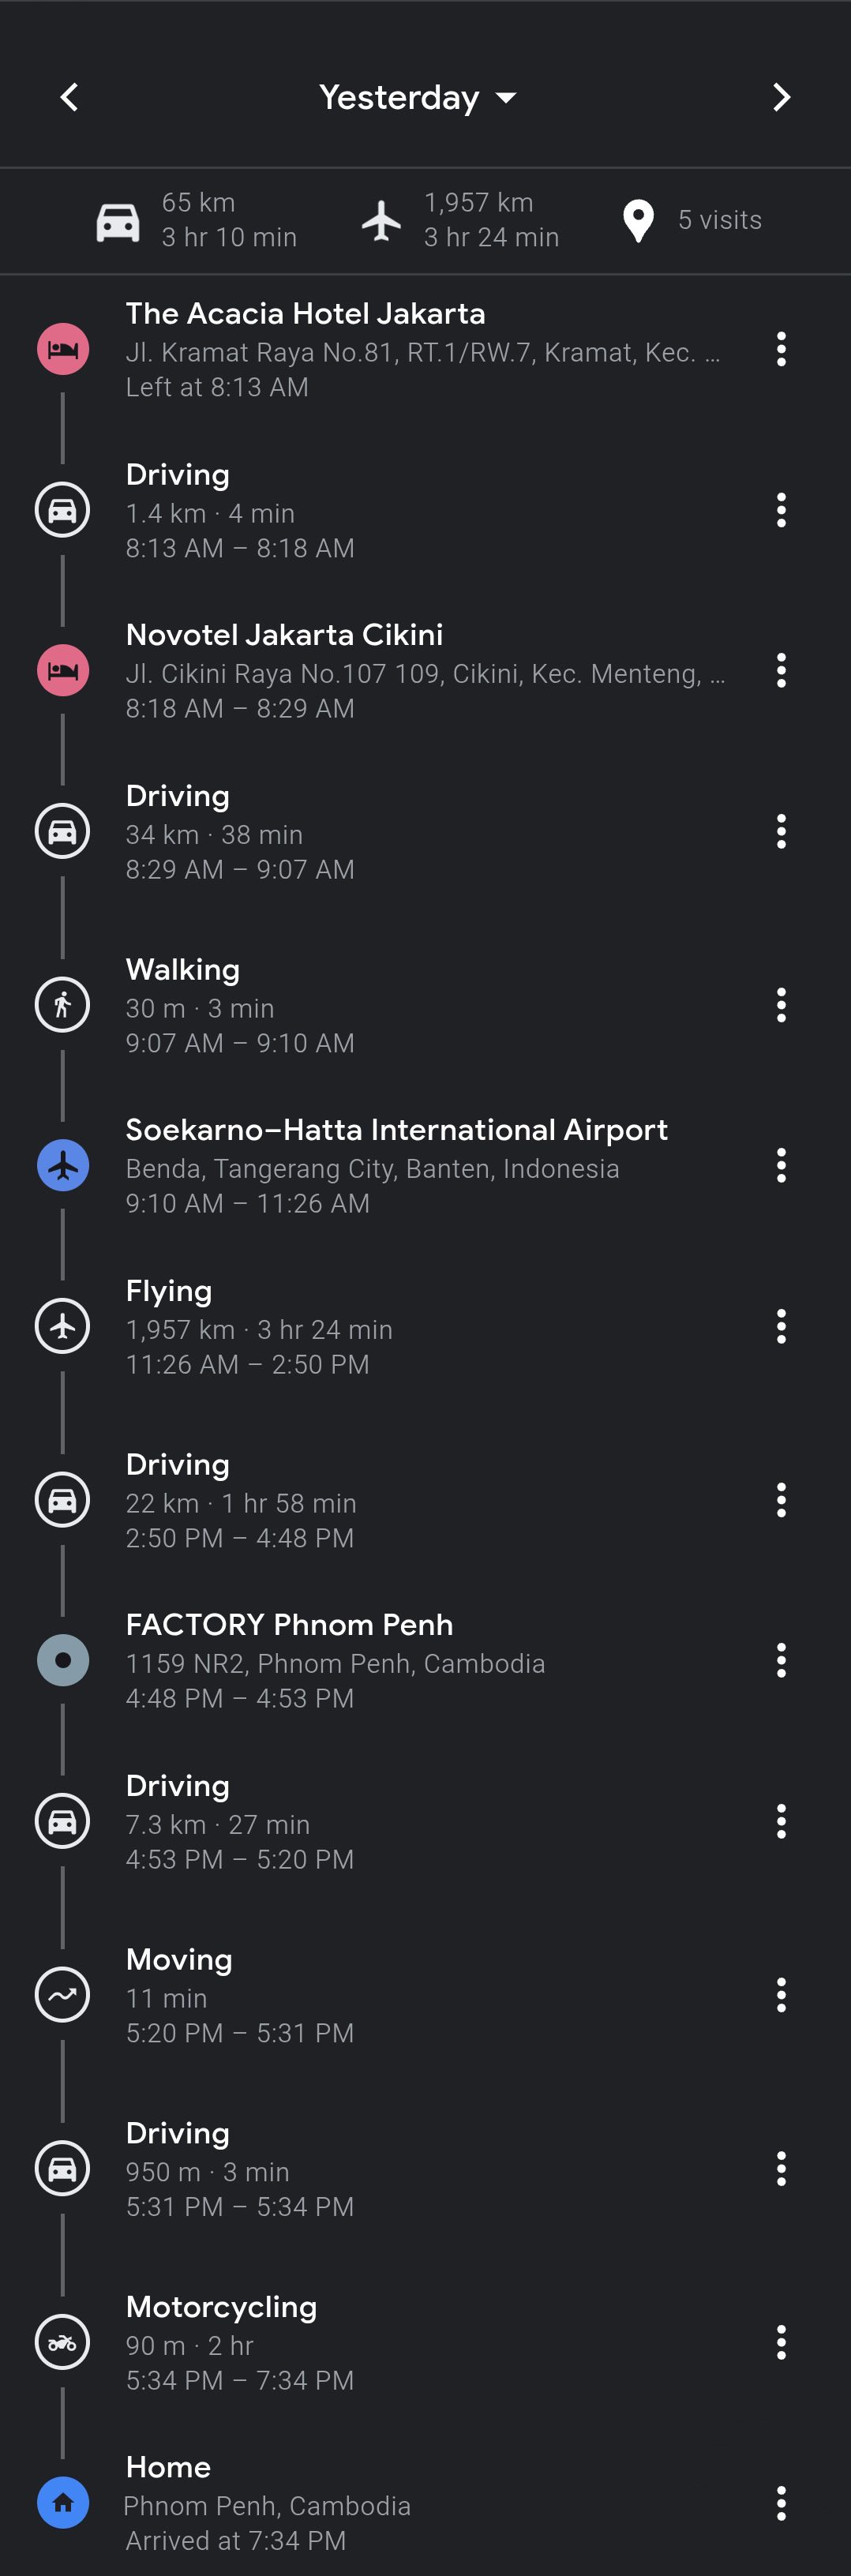 Yesterday
65 km
3 hr 10 min
1,957 km
3 hr 24 min
5 visits
The Acacia Hotel Jakarta
Jl. Kramat Raya No.81, RT.1/RW.7, Kramat, Kec. ...
Left at 8:13 AM
Driving
1.4 km · 4 min
8:13 AM – 8:18 AM
Novotel Jakarta Cikini
Jl. Cikini Raya No.107 109, Cikini, Kec. Menteng, ...
8:18 AM – 8:29 AM
Driving
34 km · 38 min
8:29 AM – 9:07 AM
Walking
30 m · 3 min
9:07 AM – 9:10 AM
Soekarno–Hatta International Airport
Benda, Tangerang City, Banten, Indonesia
9:10 AM – 11:26 AM
Flying
1,957 km · 3 hr 24 min
11:26 AM – 2:50 PM
Driving
22 km · 1 hr 58 min
2:50 PM – 4:48 PM
FACTORY Phnom Penh
1159 NR2, Phnom Penh, Cambodia
4:48 PM – 4:53 PM
Driving
7.3 km · 27 min
4:53 PM – 5:20 PM
Moving
11 min
5:20 PM – 5:31 PM
Driving
950 m · 3 min
5:31 PM – 5:34 PM
Motorcycling
90 m · 2 hr
5:34 PM – 7:34 PM
Home
Phnom Penh, Cambodia
Arrived at 7:34 PM